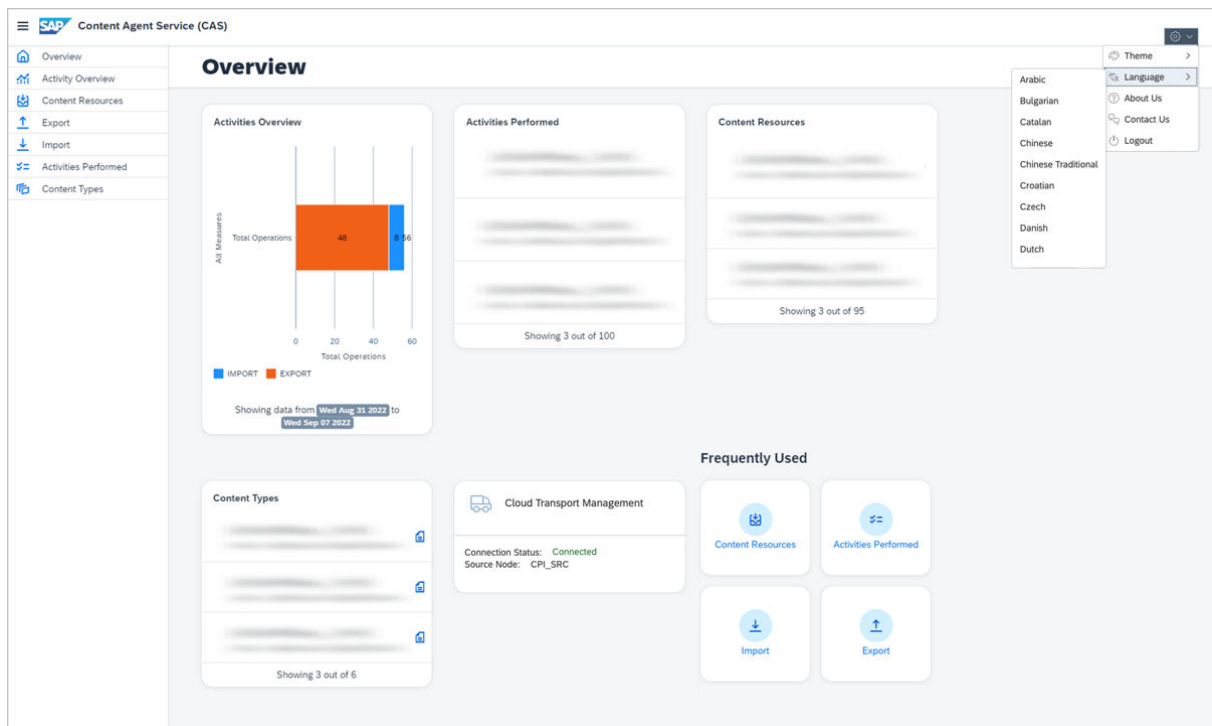 SAP Content Agent Service (CAS)
Overview
Activity Overview
Content Resources
Export
Import
Activities Performed
Content Types
Overview
Theme
Language
About Us
Contact Us
Logout
Arabic
Bulgarian
Catalan
Chinese
Chinese Traditional
Croatian
Czech
Danish
Dutch
Activities Overview
All Measures
Total Operations
48 8 56
0 20 40 60
Total Operations
IMPORT EXPORT
Showing data from Wed Aug 31 2022 to
Wed Sep 07 2022
Activities Performed
Showing 3 out of 100
Content Resources
Showing 3 out of 95
Content Types
Showing 3 out of 6
Cloud Transport Management
Connection Status: Connected
Source Node: CPI_SRC
Frequently Used
Content Resources
Activities Performed
Import
Export